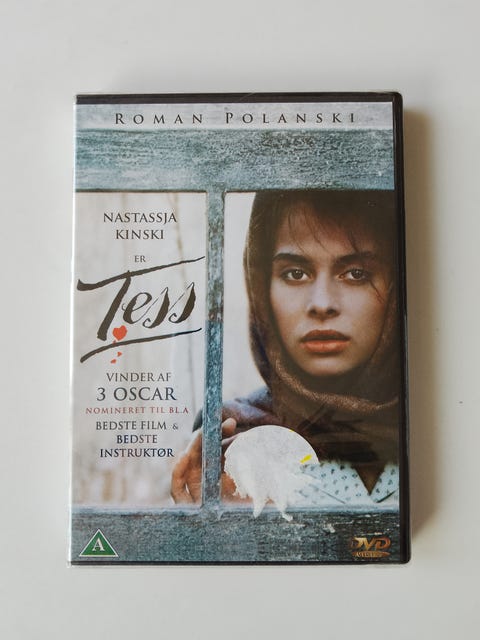 ROMAN POLANSKI
NASTASSJA
KINSKI
ER
Tess
VINDER AF
3 OSCAR
NOMINERET TIL BL.A
BEDSTE FILM &
BEDSTE
INSTRUKTØR
A
DVD